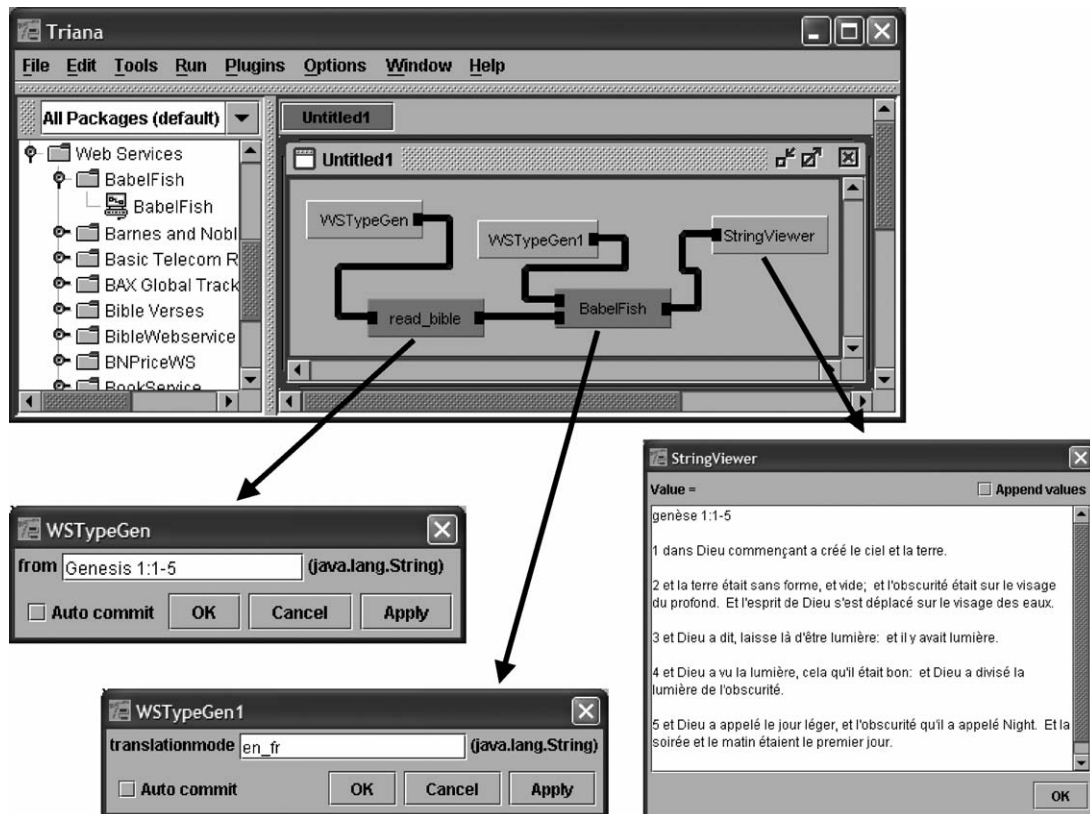 Triana
File Edit Tools Run Plugins Options Window Help
All Packages (default)
Web Services
BabelFish
BabelFish
Barnes and Nobl
Basic Telecom R
BAX Global Track
Bible Verses
BibleWebservice
BNPriceWS
BookService
Untitled1
Untitled1
WSTypeGen
WSTypeGen1
StringViewer
read_bible
BabelFish
WSTypeGen
from Genesis 1:1-5 (java.lang.String)
Auto commit OK Cancel Apply
WSTypeGen1
translationmode en_fr (java.lang.String)
Auto commit OK Cancel Apply
StringViewer
Value = Append values
genèse 1:1-5
1 dans Dieu commençant a créé le ciel et la terre.
2 et la terre était sans forme, et vide; et l'obscurité était sur le visage
du profond. Et l'esprit de Dieu s'est déplacé sur le visage des eaux.
3 et Dieu a dit, laisse là d'être lumière: et il y avait lumière.
4 et Dieu a vu la lumière, cela qu'il était bon: et Dieu a divisé la
lumière de l'obscurité.
5 et Dieu a appelé le jour léger, et l'obscurité qu'il a appelé Night. Et la
soirée et le matin étaient le premier jour.
OK